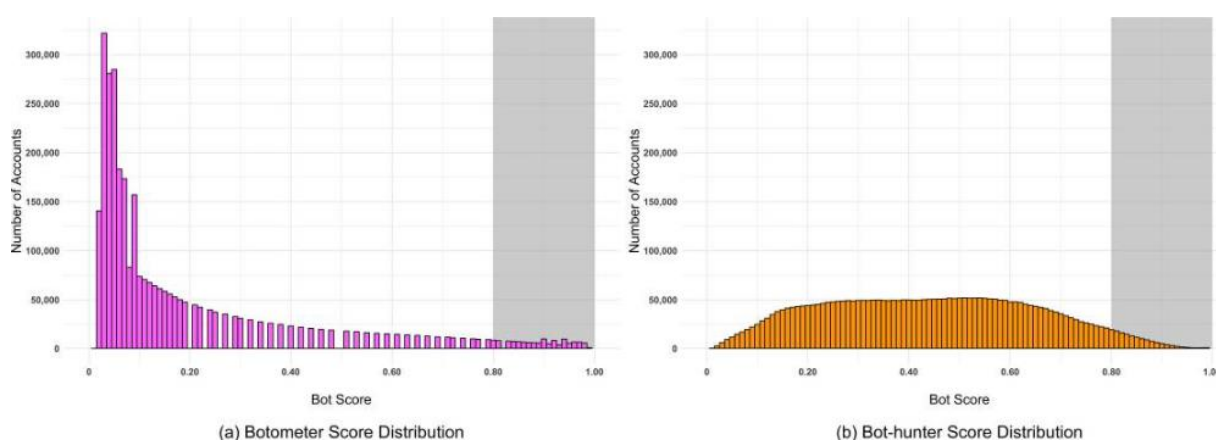 300,000
250,000
200,000
150,000
100,000
50,000
0
Number of Accounts
0 0.20 0.40 0.60 0.80 1.00
Bot Score
(a) Botometer Score Distribution
300,000
250,000
200,000
150,000
100,000
50,000
0
Number of Accounts
0 0.20 0.40 0.60 0.80 1.00
Bot Score
(b) Bot-hunter Score Distribution